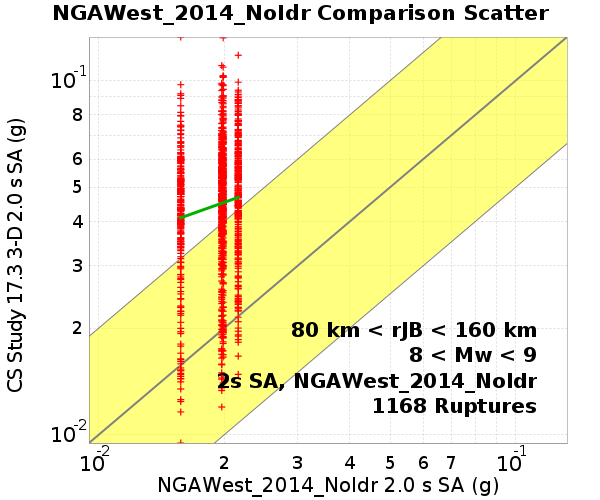 NGAWest_2014_NoIdr Comparison Scatter
CS Study 17.3 3-D 2.0 s SA (g)
10-1
8
6
5
4
3
2
10-2
80 km < rJB < 160 km
8 < Mw < 9
2s SA, NGAWest_2014_NoIdr
1168 Ruptures
10-2 2 3 4 5 6 7 10-1
NGAWest_2014_NoIdr 2.0 s SA (g)